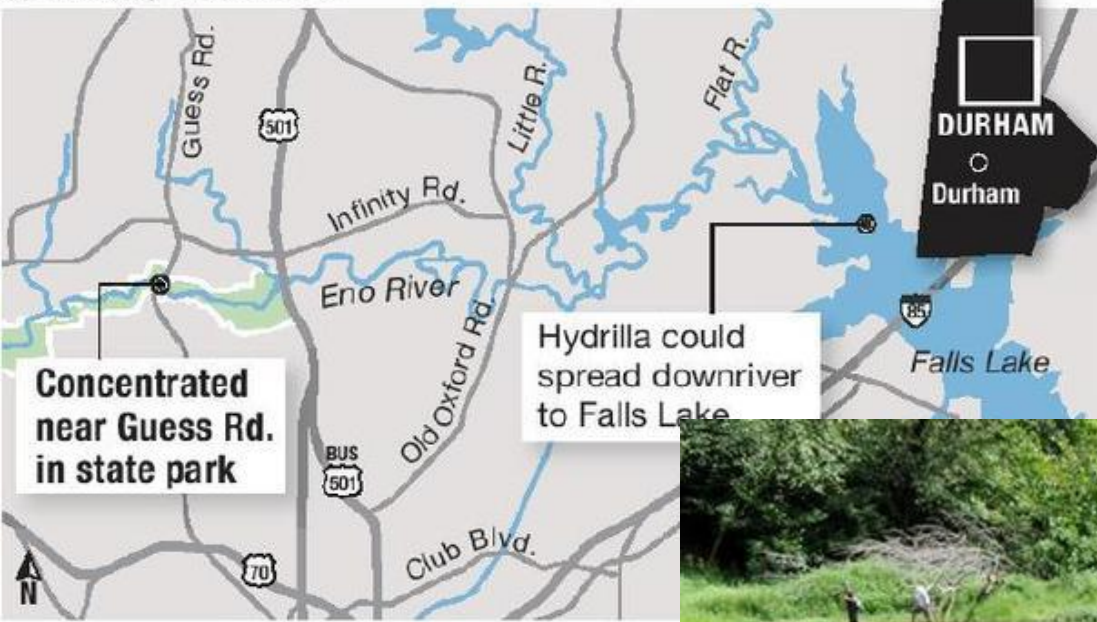 Guess Rd.
501
Infinity Rd.
Little R.
Flat R.
DURHAM
Durham
Eno River
Old Oxford Rd.
85
Falls Lake
Hydrilla could
spread downriver
to Falls Lake
Concentrated
near Guess Rd.
in state park
BUS
501
Club Blvd.
70
N